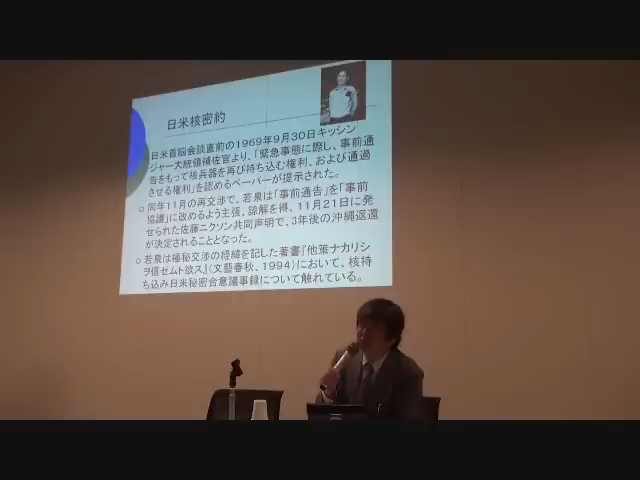 日米核密約
日米首脳会談直前の1969年9月30日キッシン
ジャー大統領補佐官より、「緊急事態に際し、事前通
告をもって核兵器を再び持ち込む権利、および通過
させる権利」を認めるペーパーが提示された。
○ 同年11月の再交渉で、若泉は「事前通告」を「事前
協議」に改めるよう主張、諒解を得、11月21日に発
せられた佐藤ニクソン共同声明で、3年後の沖縄返還
が決定されることとなった。
○ 若泉は極秘交渉の経緯を記した著書『他策ナカリシ
ヲ信ゼムト欲ス』(文藝春秋、1994)において、核持
ち込み日米秘密合意議事録について触れている。